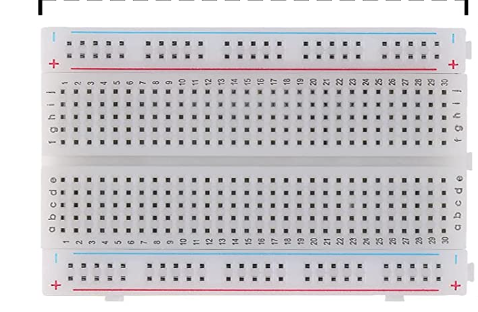 − −
+ +
1 2 3 4 5 6 7 8 9 10 11 12 13 14 15 16 17 18 19 20 21 22 23 24 25 26 27 28 29 30
j j
i i
h h
g g
f f
e e
d d
c c
b b
a a
1 2 3 4 5 6 7 8 9 10 11 12 13 14 15 16 17 18 19 20 21 22 23 24 25 26 27 28 29 30
− −
+ +